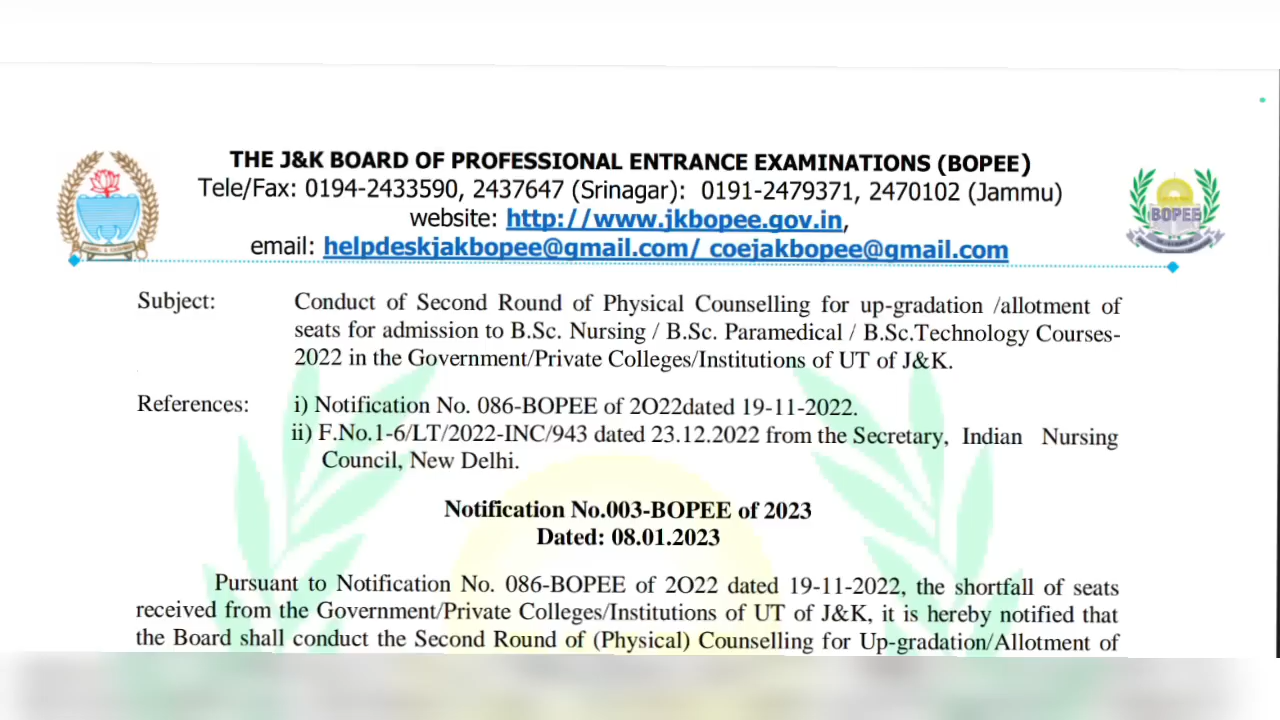 THE J&K BOARD OF PROFESSIONAL ENTRANCE EXAMINATIONS (BOPEE)
Tele/Fax: 0194-2433590, 2437647 (Srinagar): 0191-2479371, 2470102 (Jammu)
website: http://www.jkbopee.gov.in,
email: helpdeskjakbopee@gmail.com/ coejakbopee@gmail.com
BOPEE
Subject: Conduct of Second Round of Physical Counselling for up-gradation /allotment of
seats for admission to B.Sc. Nursing / B.Sc. Paramedical / B.Sc.Technology Courses-
2022 in the Government/Private Colleges/Institutions of UT of J&K.
References: i) Notification No. 086-BOPEE of 2O22dated 19-11-2022.
ii) F.No.1-6/LT/2022-INC/943 dated 23.12.2022 from the Secretary, Indian Nursing
Council, New Delhi.
Notification No.003-BOPEE of 2023
Dated: 08.01.2023
Pursuant to Notification No. 086-BOPEE of 2O22 dated 19-11-2022, the shortfall of seats
received from the Government/Private Colleges/Institutions of UT of J&K, it is hereby notified that
the Board shall conduct the Second Round of (Physical) Counselling for Up-gradation/Allotment of